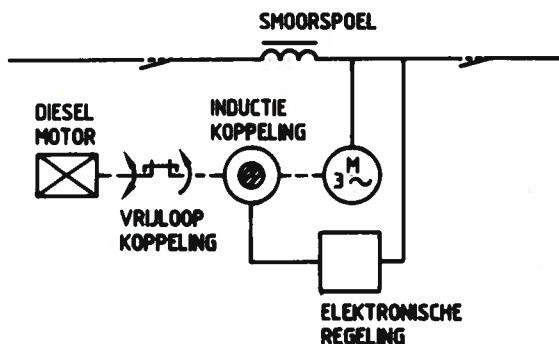 SMOORSPOEL
DIESEL
MOTOR
INDUCTIE
KOPPELING
M
3 ~
VRIJLOOP
KOPPELING
ELEKTRONISCHE
REGELING